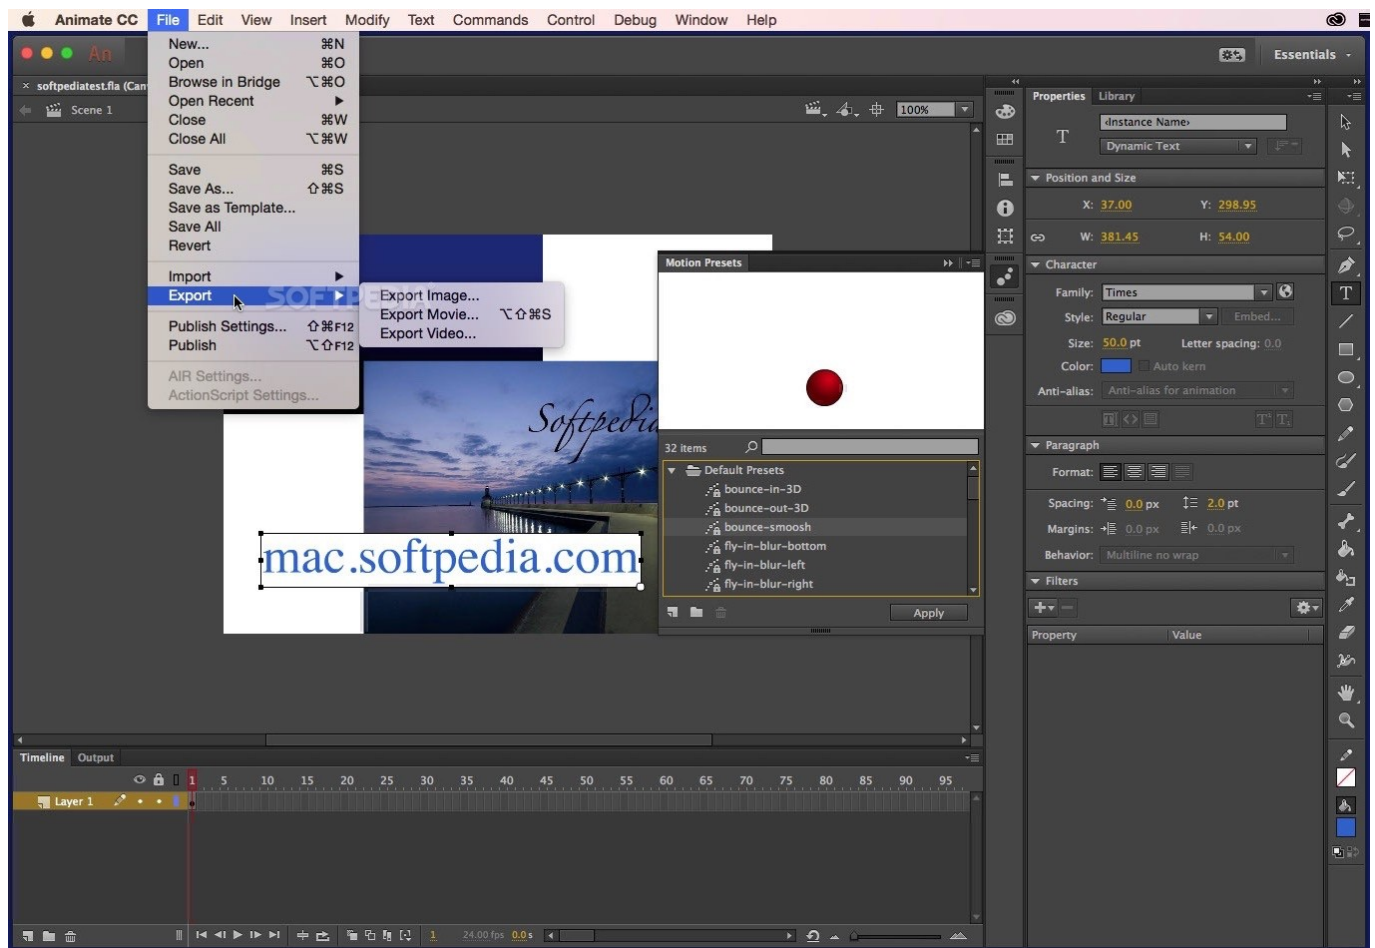 Animate CC File Edit View Insert Modify Text Commands Control Debug Window Help
An
Essentials
New... ⌘N
Open ⌘O
Browse in Bridge ⌥⌘O
Open Recent
Close ⌘W
Close All ⌥⌘W
Save ⌘S
Save As... ⇧⌘S
Save as Template...
Save All
Revert
Import
Export
Publish Settings... ⇧⌘F12
Publish ⌥⇧F12
AIR Settings...
ActionScript Settings...
Export Image...
Export Movie... ⌥⇧⌘S
Export Video...
SOFTPEDIA
× softpediatest.fla (Can
Scene 1
100%
Softpedia
mac.softpedia.com
Motion Presets
32 items
Default Presets
bounce-in-3D
bounce-out-3D
bounce-smoosh
fly-in-blur-bottom
fly-in-blur-left
fly-in-blur-right
Apply
Properties Library
T
<Instance Name>
Dynamic Text
Position and Size
X: 37.00 Y: 298.95
W: 381.45 H: 54.00
Character
Family: Times
Style: Regular Embed...
Size: 50.0 pt Letter spacing: 0.0
Color: Auto kern
Anti-alias: Anti-alias for animation
Paragraph
Format:
Spacing: 0.0 px 2.0 pt
Margins: 0.0 px 0.0 px
Behavior: Multiline no wrap
Filters
Property Value
Timeline Output
1 5 10 15 20 25 30 35 40 45 50 55 60 65 70 75 80 85 90 95
Layer 1
1 24.00 fps 0.0 s